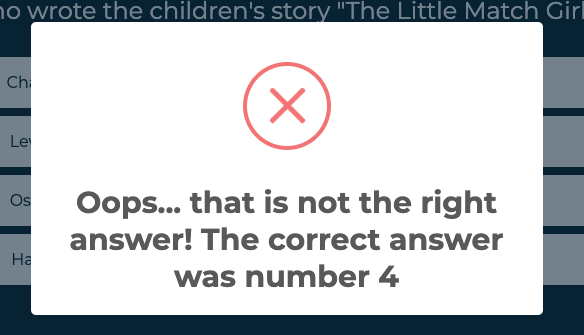 ho wrote the children's story "The Little Match Girl
Cha
Lev
Os
Ha
Oops... that is not the right
answer! The correct answer
was number 4